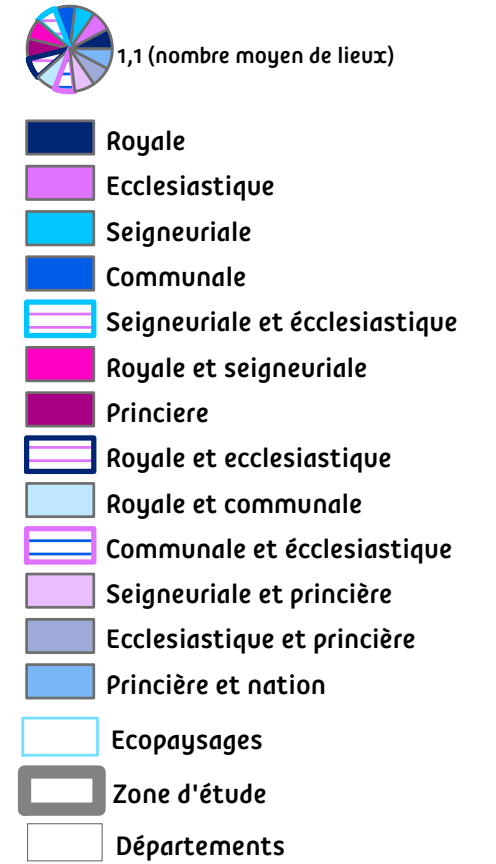 1,1 (nombre moyen de lieux)
Royale
Ecclesiastique
Seigneuriale
Communale
Seigneuriale et écclesiastique
Royale et seigneuriale
Princiere
Royale et ecclesiastique
Royale et communale
Communale et écclesiastique
Seigneuriale et princière
Ecclesiastique et princière
Princière et nation
Ecopaysages
Zone d'étude
Départements